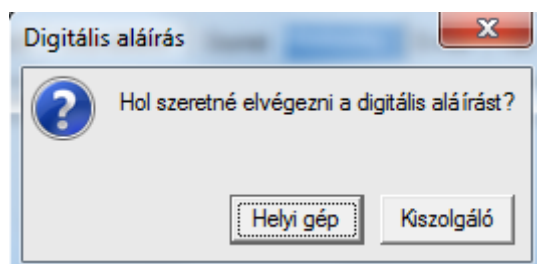 Digitális aláírás
Hol szeretné elvégezni a digitális aláírást?
Helyi gép
Kiszolgáló